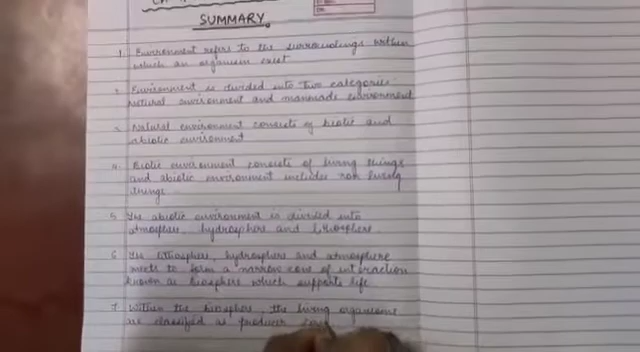 SUMMARY
1. Environment refers to the surroundings within
which an organism exist
2. Environment is divided into two categories
Natural environment and manmade environment
3. Natural environment consists of biotic and
abiotic environment
4. Biotic environment consists of living things
and abiotic environment includes non living
things
5. The abiotic environment is divided into
atmosphere, hydrosphere and lithosphere.
6. The lithosphere, hydrosphere and atmosphere
meets to form a narrow zone of interaction
known as biosphere which supports life
7. Within the biosphere, the living organisms
are classified as producer